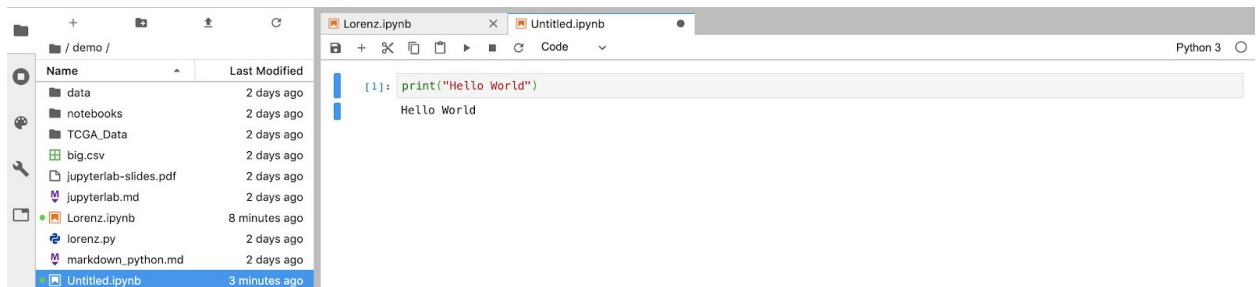 Lorenz.ipynb
Untitled.ipynb
/ demo /
Code
Python 3
Name Last Modified
data 2 days ago
notebooks 2 days ago
TCGA_Data 2 days ago
big.csv 2 days ago
jupyterlab-slides.pdf 2 days ago
jupyterlab.md 2 days ago
Lorenz.ipynb 8 minutes ago
lorenz.py 2 days ago
markdown_python.md 2 days ago
Untitled.ipynb 3 minutes ago
[1]: print("Hello World")
Hello World